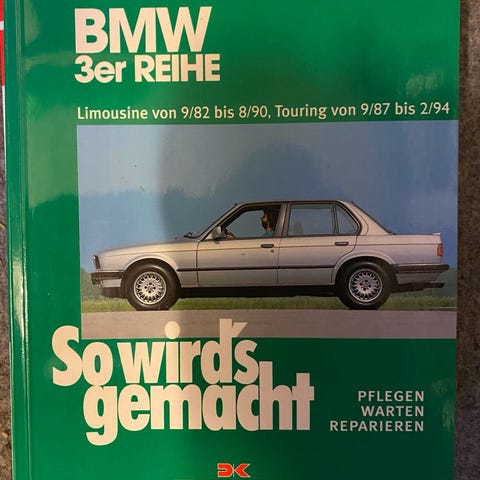 BMW
3er REIHE
Limousine von 9/82 bis 8/90, Touring von 9/87 bis 2/94
So wird's
gemacht
PFLEGEN
WARTEN
REPARIEREN
DK